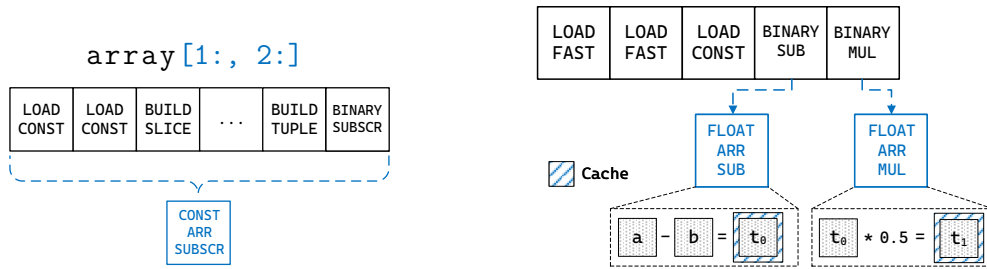 array[1:, 2:]
LOAD
CONST
LOAD
CONST
BUILD
SLICE
...
BUILD
TUPLE
BINARY
SUBSCR
CONST
ARR
SUBSCR
LOAD
FAST
LOAD
FAST
LOAD
CONST
BINARY
SUB
BINARY
MUL
FLOAT
ARR
SUB
FLOAT
ARR
MUL
Cache
a - b = t₀
t₀ * 0.5 = t₁